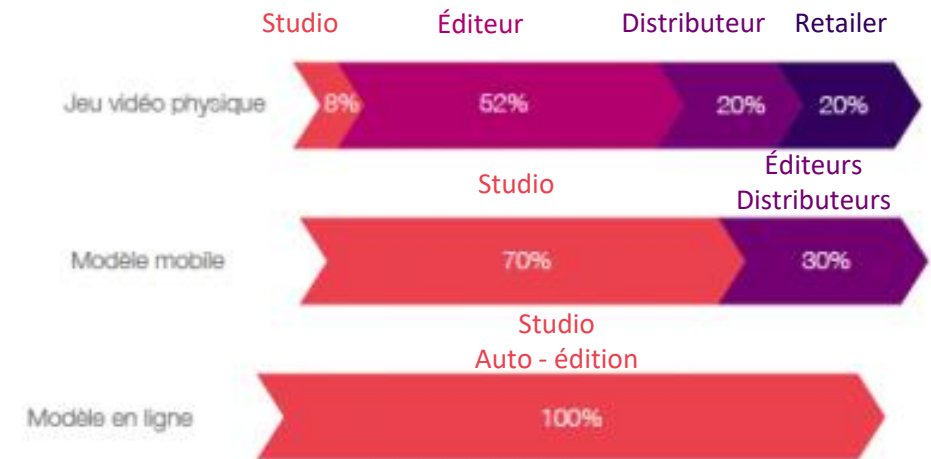 Studio Éditeur Distributeur Retailer
Jeu vidéo physique 8% 52% 20% 20%
Studio Éditeurs
Distributeurs
Modèle mobile 70% 30%
Studio
Auto - édition
Modèle en ligne 100%